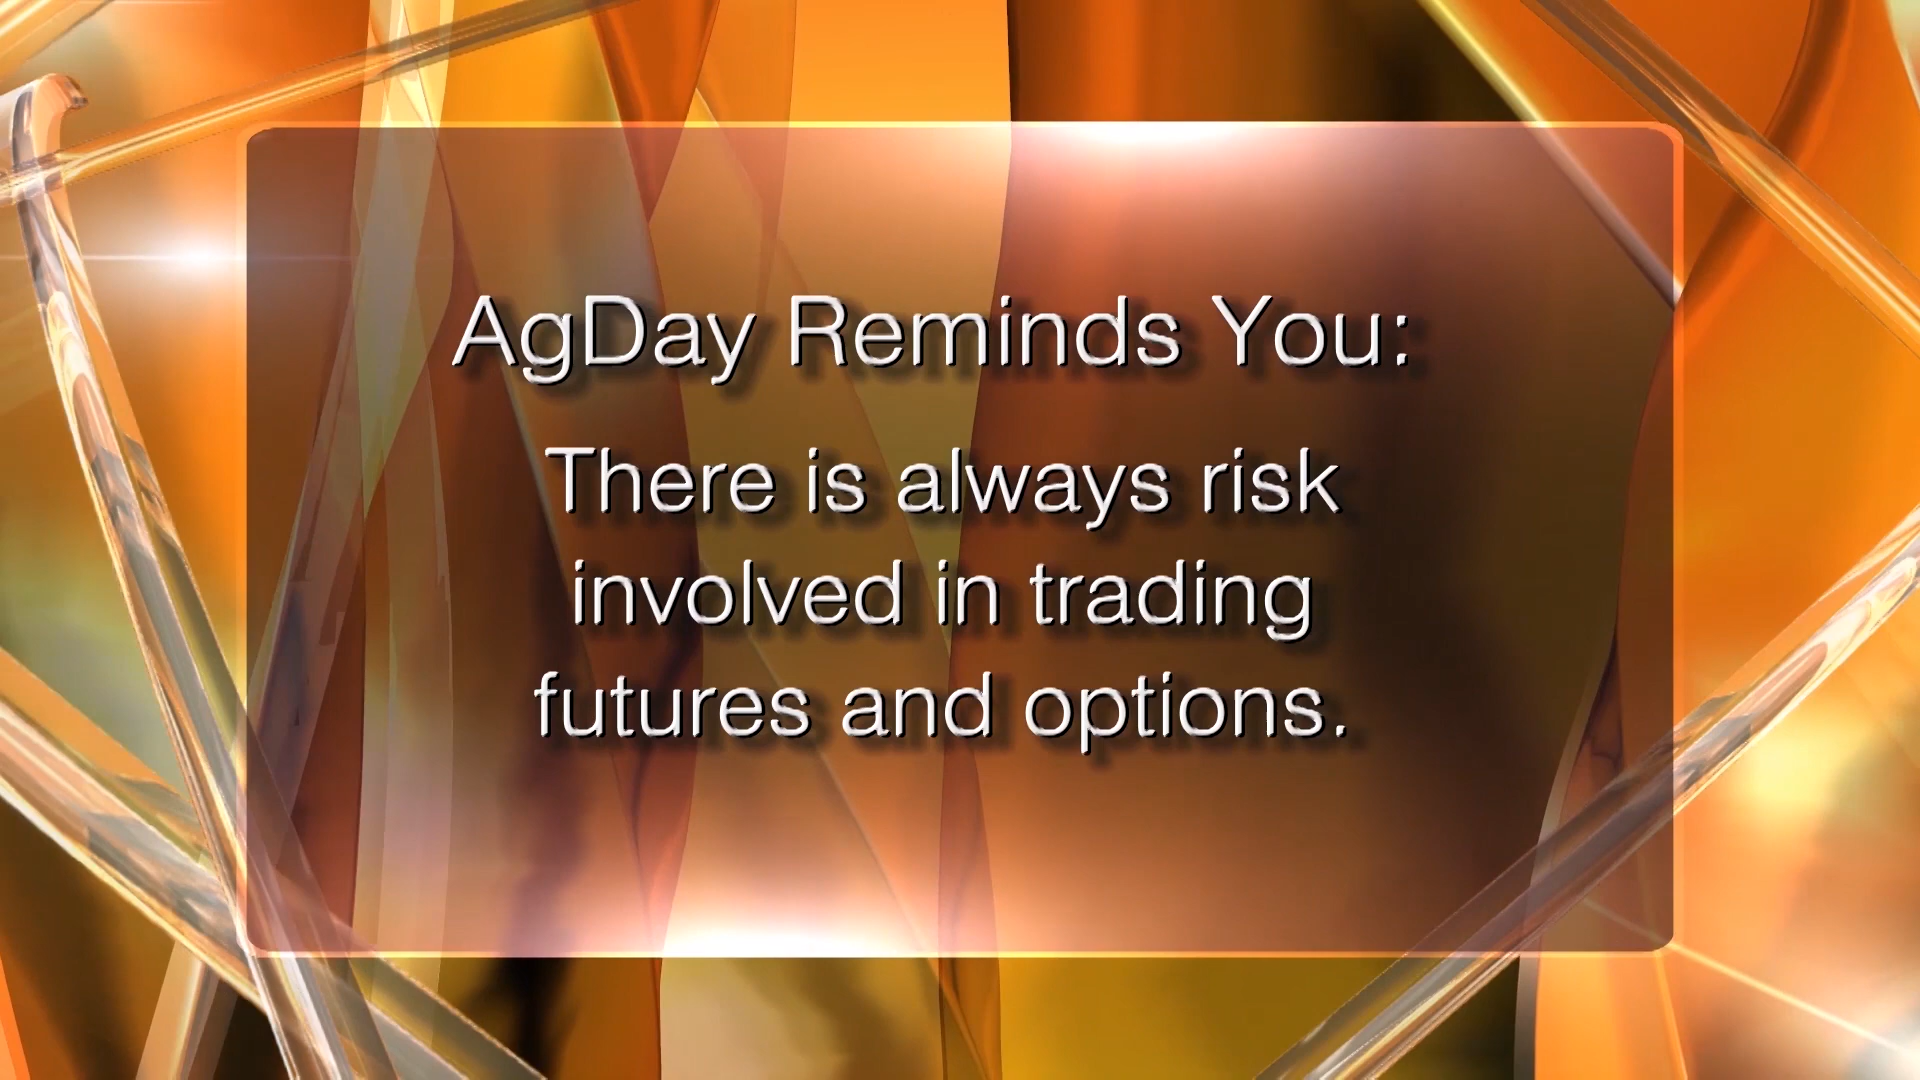 AgDay Reminds You:
There is always risk
involved in trading
futures and options.